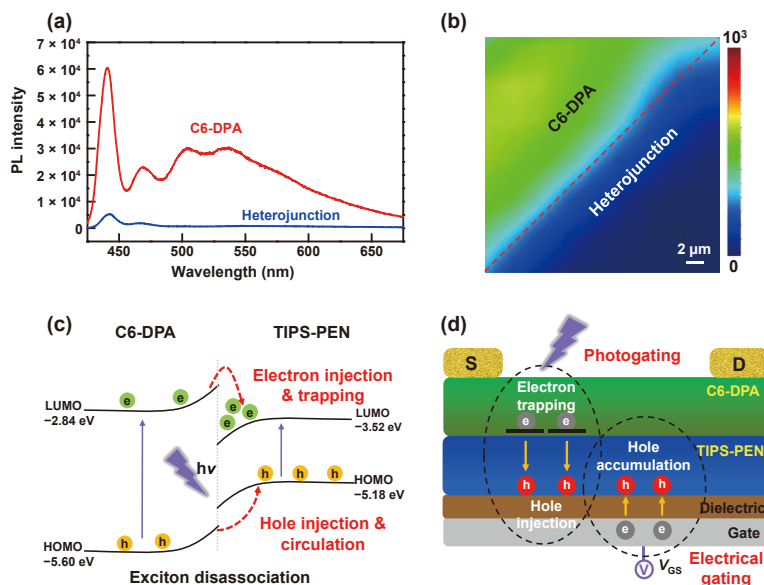 (a)
7 × 10⁴
6 × 10⁴
5 × 10⁴
4 × 10⁴
3 × 10⁴
2 × 10⁴
1 × 10⁴
0
PL intensity
C6-DPA
Heterojunction
450
500
550
600
650
Wavelength (nm)
(b)
C6-DPA
Heterojunction
2 μm
10³
0
(c)
C6-DPA
TIPS-PEN
Electron injection
& trapping
e
e
e
e
e
LUMO
−2.84 eV
LUMO
−3.52 eV
hν
h
h
h
HOMO
−5.18 eV
h
h
Hole injection &
circulation
HOMO
−5.60 eV
Exciton disassociation
(d)
S
Photogating
D
C6-DPA
Electron
trapping
e
e
TIPS-PEN
Hole
accumulation
h
h
h
h
Hole
injection
Dielectric
e
e
Gate
V
V_GS
Electrical
gating